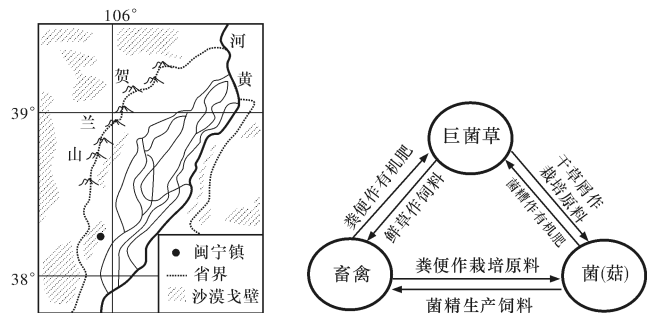 106°
河
黄
贺
兰
山
39°
38°
闽宁镇
省界
沙漠戈壁
巨菌草
粪便作有机肥
鲜草作饲料
干草屑作
栽培原料
菌糟作有机肥
畜禽
粪便作栽培原料
菌精生产饲料
菌(菇)